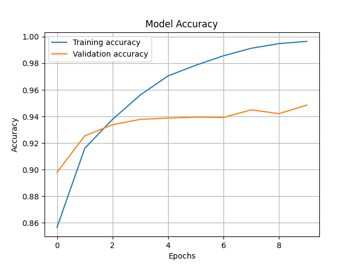 Model Accuracy
1.00
0.98
0.96
0.94
0.92
0.90
0.88
0.86
Accuracy
Training accuracy
Validation accuracy
0 2 4 6 8
Epochs